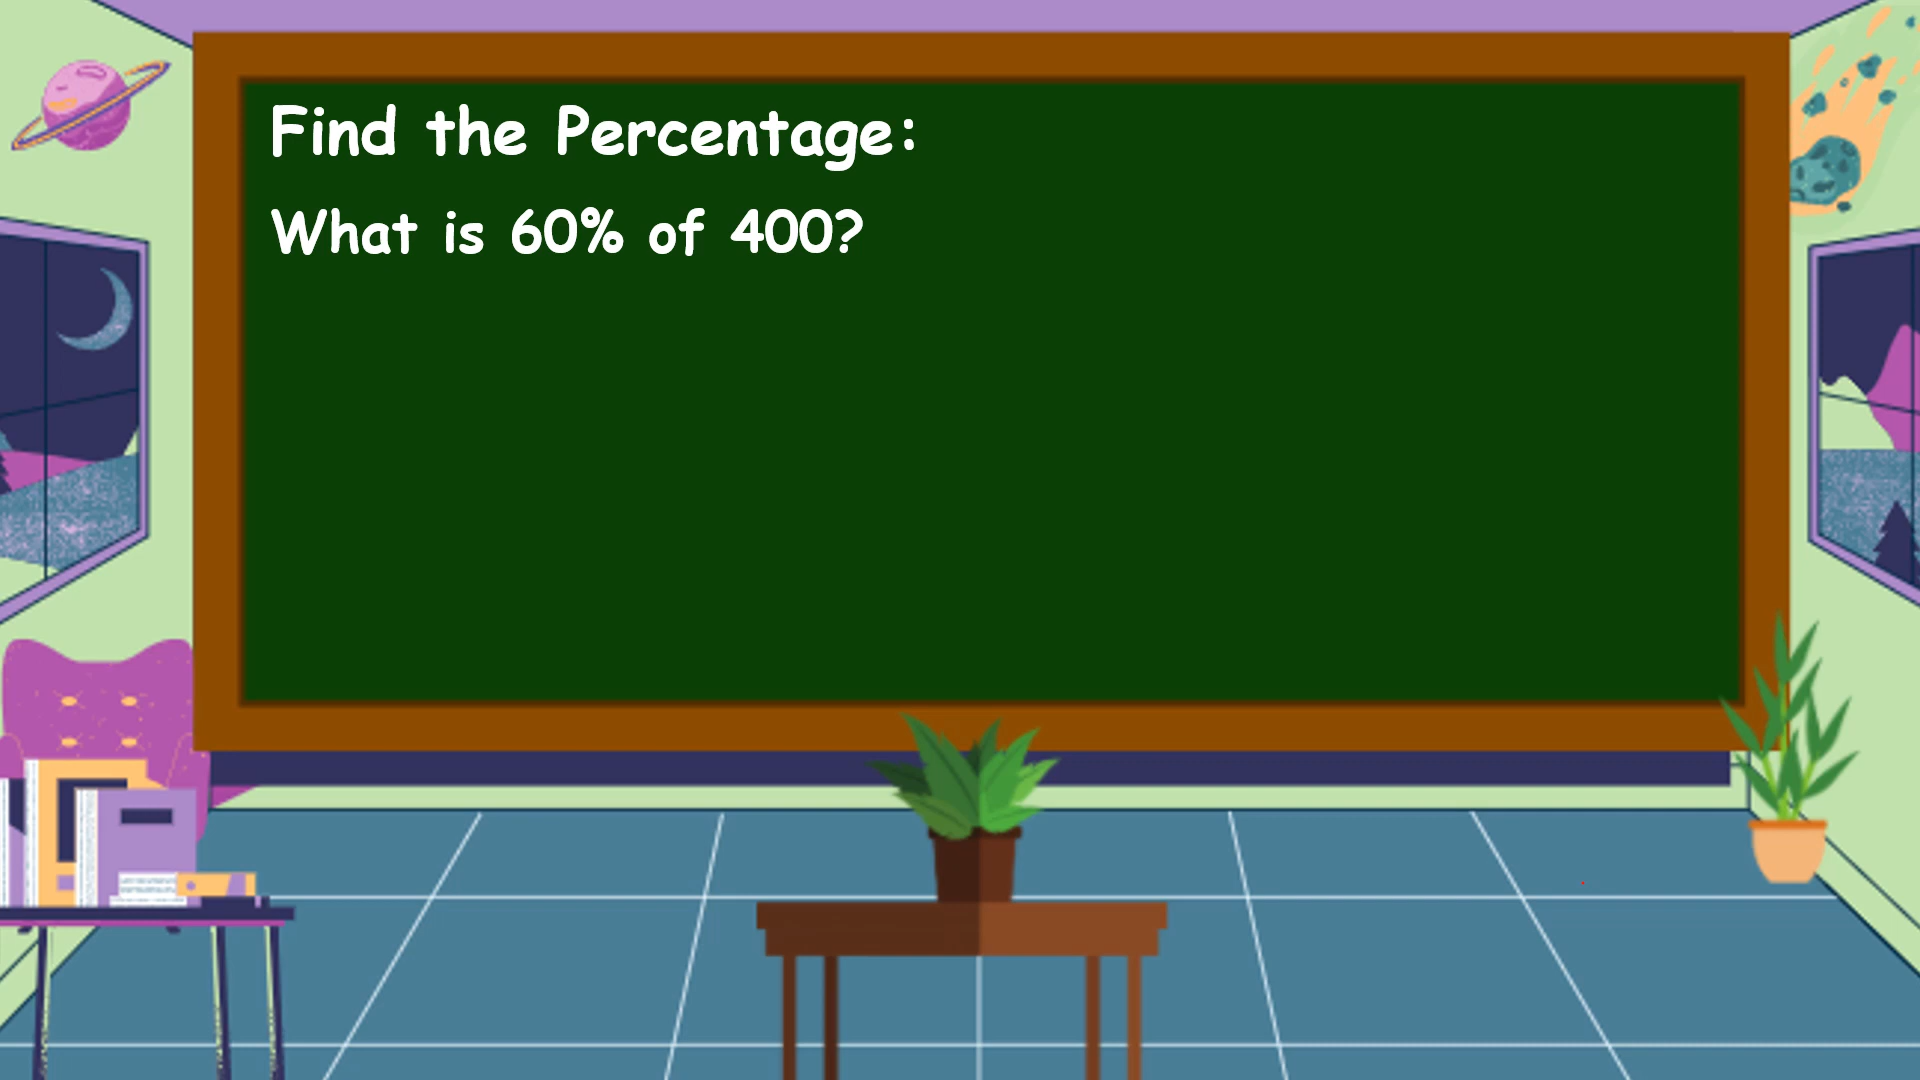 Find the Percentage:
What is 60% of 400?